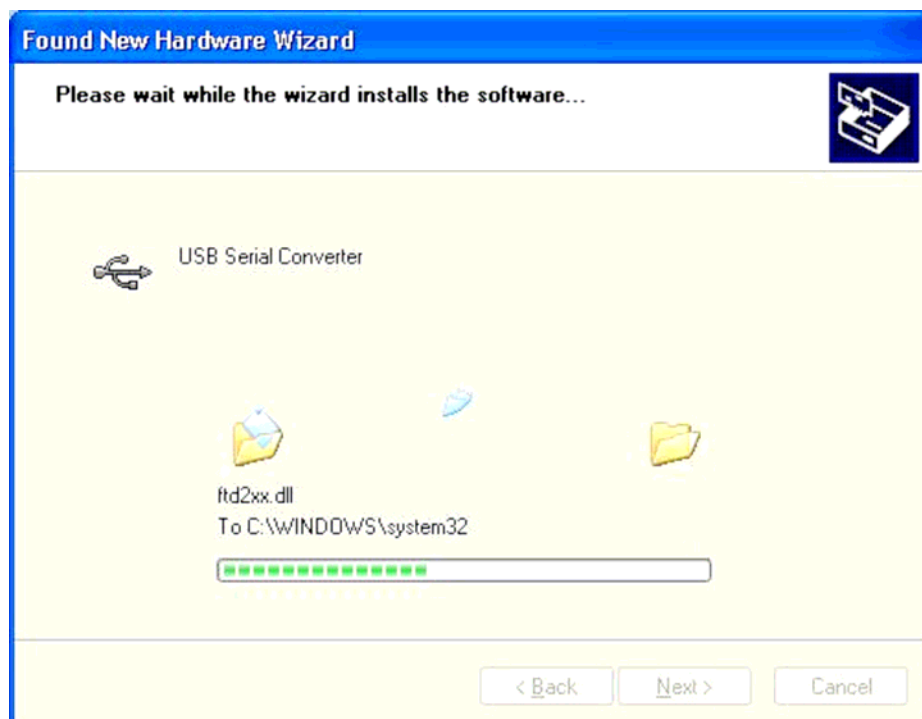 Found New Hardware Wizard
Please wait while the wizard installs the software...
USB Serial Converter
ftd2xx.dll
To C:\WINDOWS\system32
< Back
Next >
Cancel